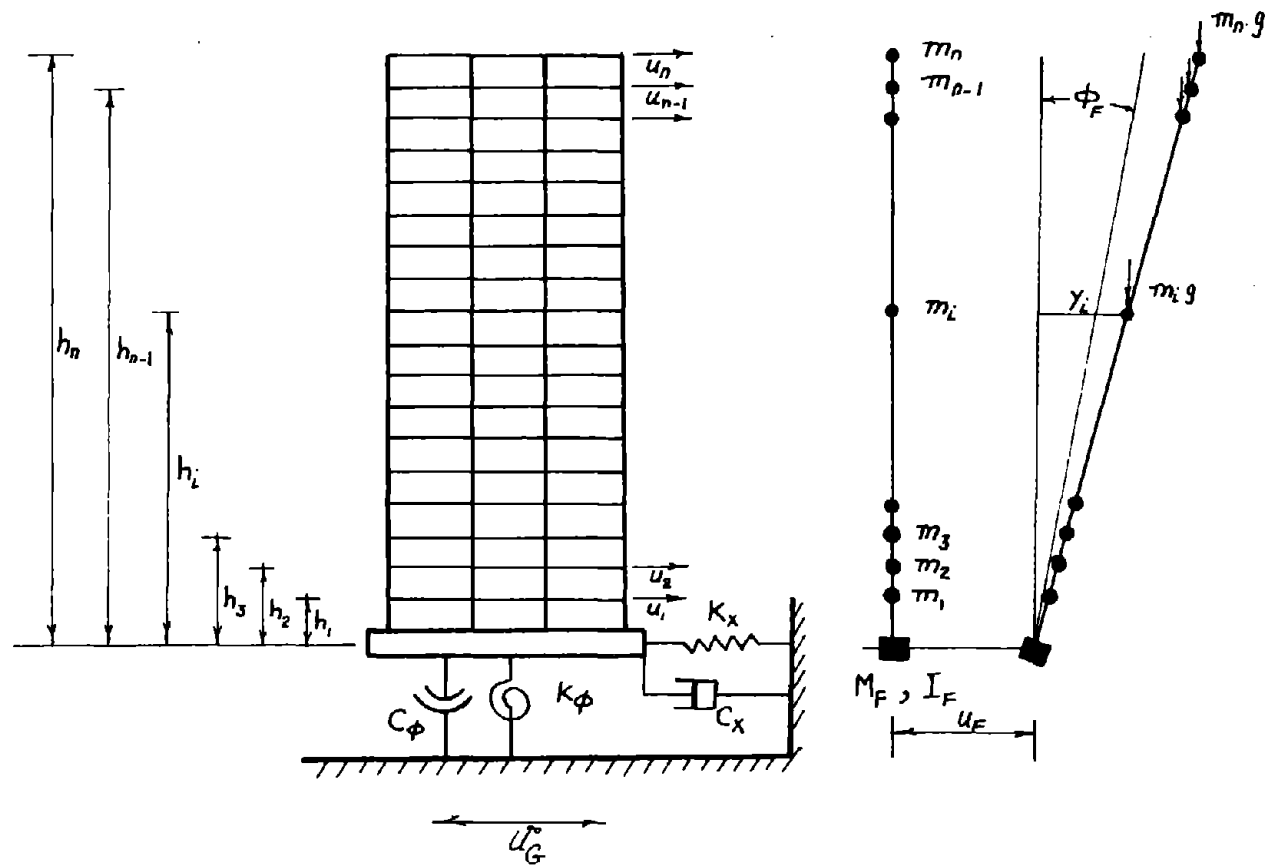 h_n
h_{n-1}
h_i
h_3
h_2
h_1
u_n
u_{n-1}
u_2
u_1
K_x
C_x
C_ϕ
K_ϕ
Ü_G
m_n
m_{n-1}
m_i
m_3
m_2
m_1
M_F , I_F
u_F
ϕ_F
m_n.g
Y_i
m_i g